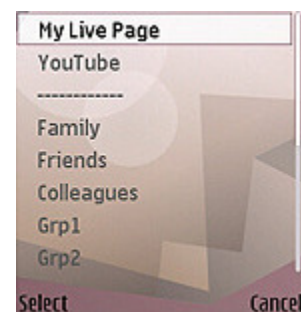 My Live Page
YouTube
------------
Family
Friends
Colleagues
Grp1
Grp2
Select Cancel